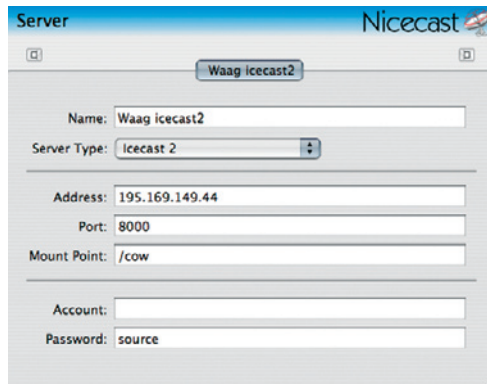 Server
Nicecast
Waag icecast2
Name: Waag icecast2
Server Type: Icecast 2
Address: 195.169.149.44
Port: 8000
Mount Point: /cow
Account:
Password: source